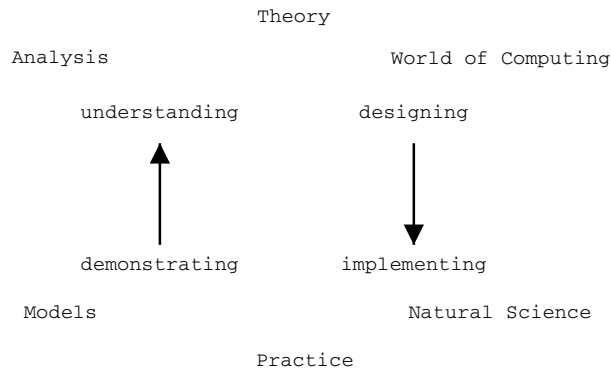 Theory
Analysis World of Computing
understanding designing
demonstrating implementing
Models Natural Science
Practice